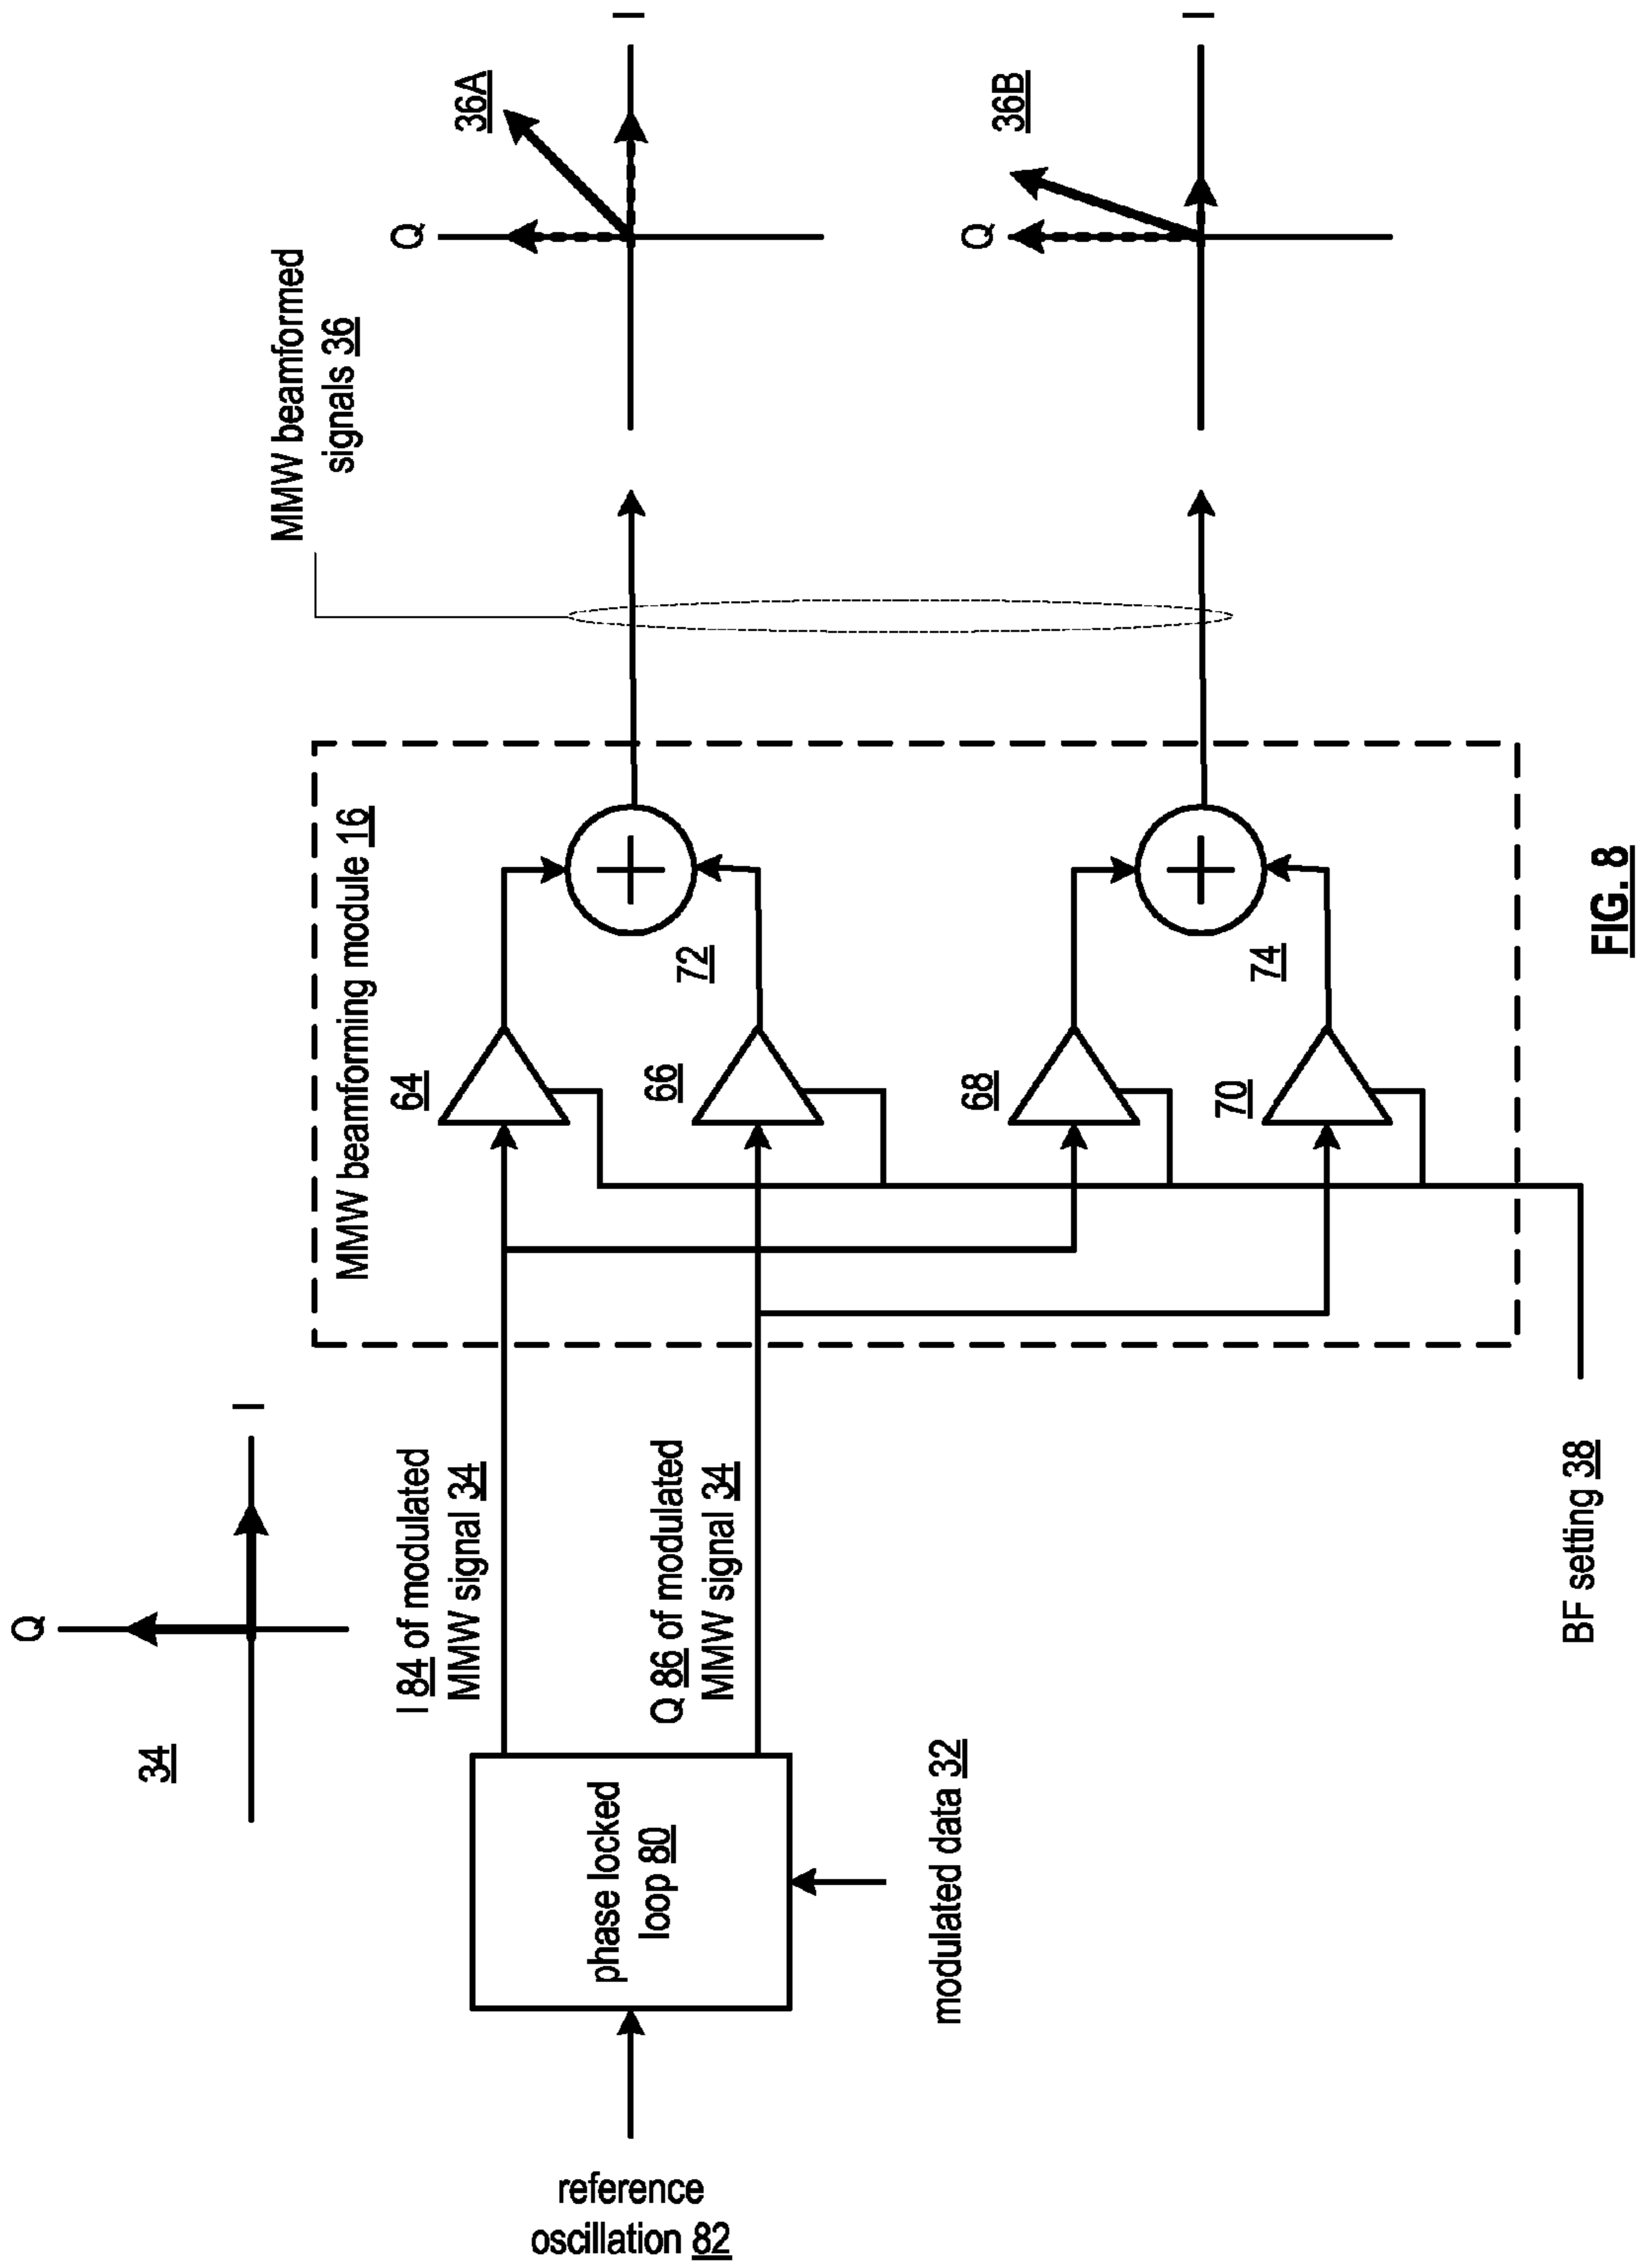 Q
I
34
I 84 of modulated
MMW signal 34
Q 86 of modulated
MMW signal 34
phase locked
loop 80
reference
oscillation 82
modulated data 32
BF setting 38
MMW beamforming module 16
64
66
68
70
72
74
MMW beamformed
signals 36
Q
36A
I
Q
36B
I
FIG. 8